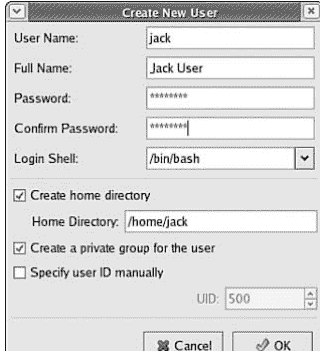 Create New User
User Name: jack
Full Name: Jack User
Password: ********
Confirm Password: ********
Login Shell: /bin/bash
Create home directory
Home Directory: /home/jack
Create a private group for the user
Specify user ID manually
UID: 500
Cancel OK